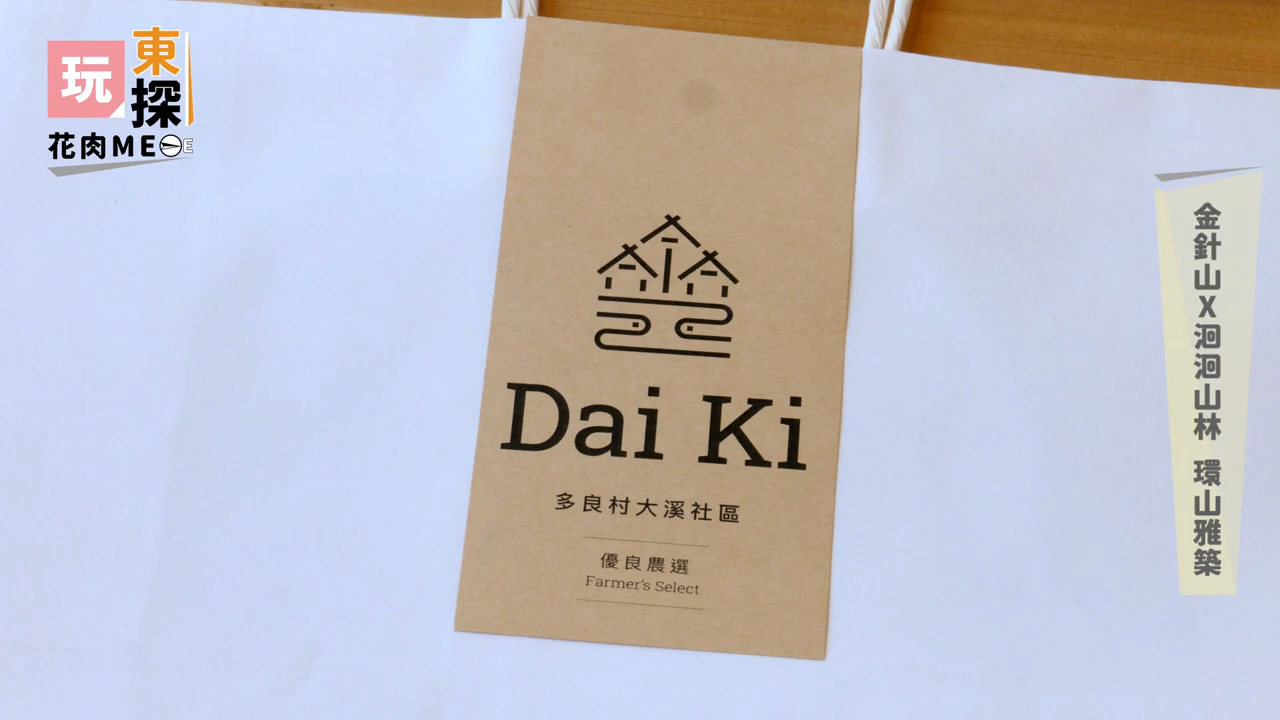 玩
東
探
花肉ME
Dai Ki
多良村大溪社區
優良農選
Farmer's Select
金針山X洄洄山林 環山雅築